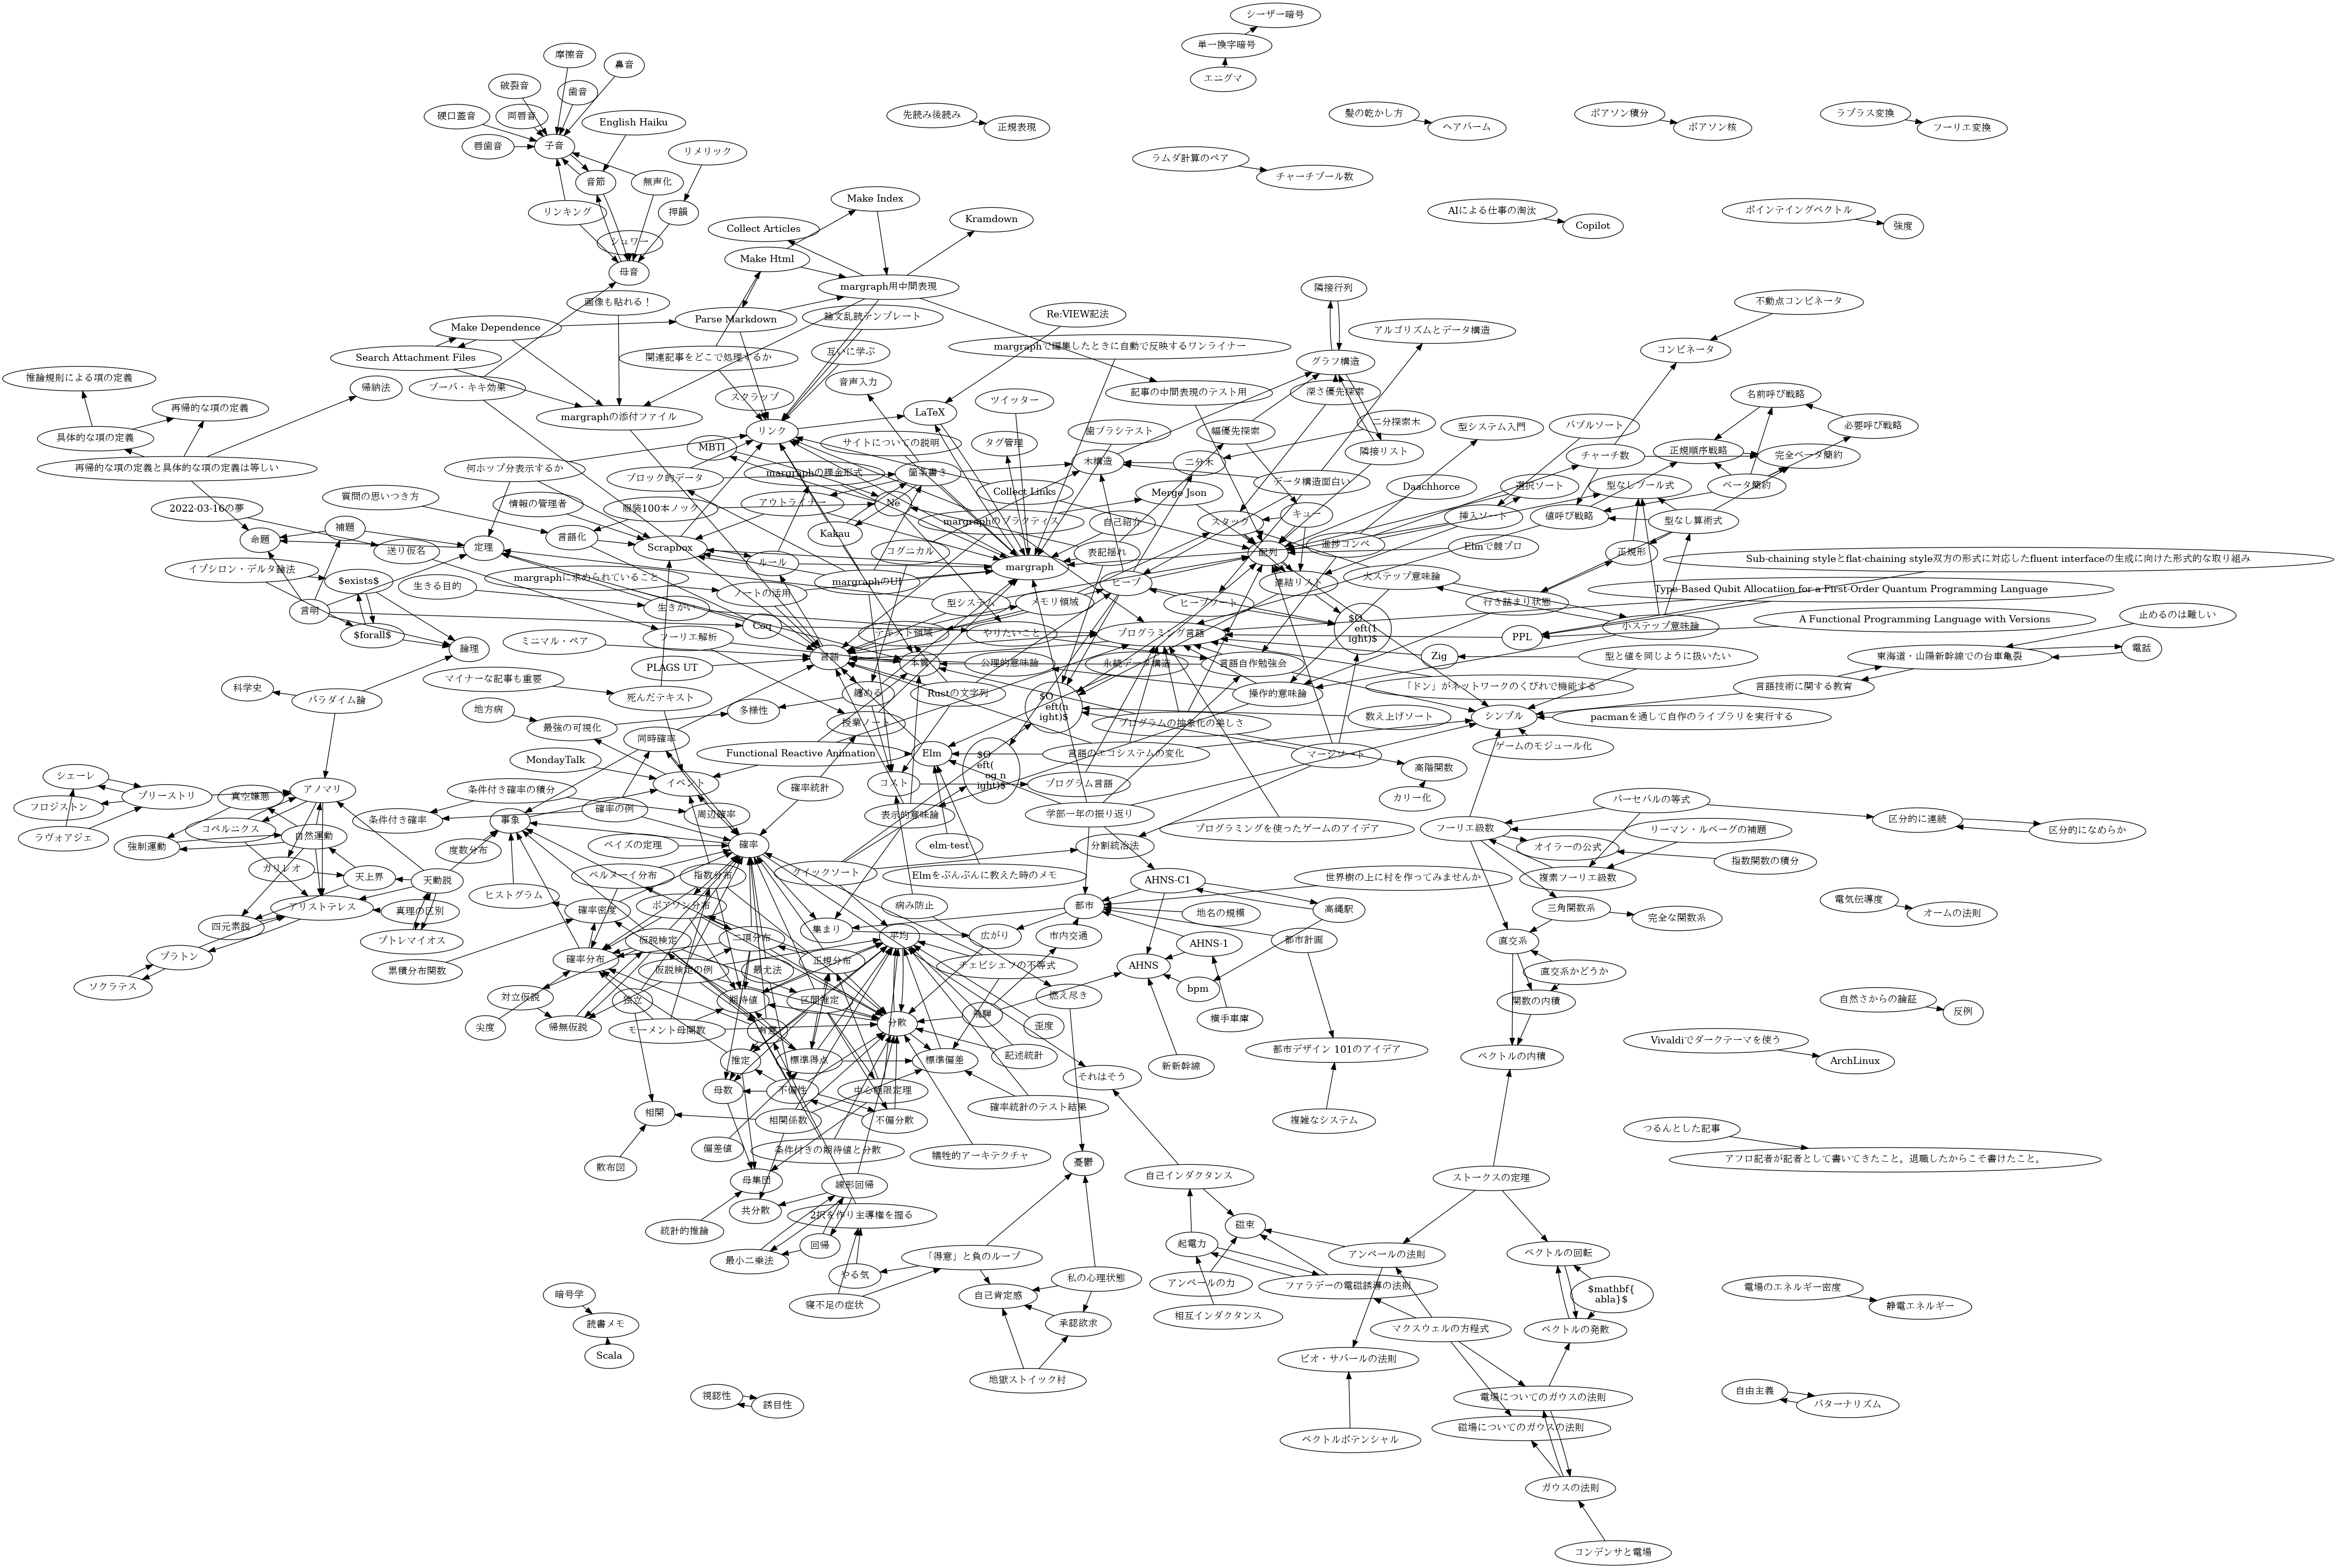 シーザー暗号
単一換字暗号
エニグマ
摩擦音
鼻音
破裂音
歯音
硬口蓋音
両唇音
English Haiku
唇歯音
子音
リメリック
先読み後読み
正規表現
髪の乾かし方
ヘアバーム
ポアソン積分
ポアソン核
ラプラス変換
フーリエ変換
ラムダ計算のペア
チャーチブール数
音節
無声化
リンキング
押韻
シュワー
母音
Make Index
Collect Articles
Kramdown
Make Html
AIによる仕事の淘汰
Copilot
ポインティングベクトル
強度
margraph用中間表現
画像も貼れる！
Parse Markdown
論文乱読テンプレート
Make Dependence
Search Attachment Files
関連記事をどこで処理するか
互いに学ぶ
Re:VIEW記法
margraphで編集したときに自動で反映するワンライナー
隣接行列
アルゴリズムとデータ構造
グラフ構造
不動点コンビネータ
コンビネータ
推論規則による項の定義
帰納法
ブーバ・キキ効果
音声入力
スクラップ
記事の中間表現のテスト用
深さ優先探索
再帰的な項の定義
margraphの添付ファイル
LaTeX
ツイッター
名前呼び戦略
必要呼び戦略
具体的な項の定義
リンク
歯ブラシテスト
幅優先探索
二分探索木
型システム入門
バブルソート
再帰的な項の定義と具体的な項の定義は等しい
MBTI
サイトについての説明
タグ管理
木構造
二分木
隣接リスト
チャーチ数
正規順序戦略
完全ベータ簡約
何ホップ分表示するか
ブロック的データ
margraphの課金形式
箇条書き
データ構造面白い
Daachhorce
選択ソート
型なしブール式
ベータ簡約
質問の思いつき方
情報の管理者
服装100本ノック
アウトライナー
Ne
Collect Links
Merge Json
2022-03-16の夢
補題
言語化
Kakau
margraphのプラクティス
自己紹介
スタック
キュー
挿入ソート
値呼び戦略
型なし算術式
命題
送り仮名
定理
Scrapbox
ルール
コグニカル
表記揺れ
配列
進捗コンペ
Elmで競プロ
正規形
Sub-chaining styleとflat-chaining style双方の形式に対応したfluent interfaceの生成に向けた形式的な取り組み
イプシロン・デルタ論法
$exists$
margraphに求められていること
margraphのUI
margraph
ヒープ
連結リスト
大ステップ意味論
Type-Based Qubit Allocatiion for a First-Order Quantum Programming Language
生きる目的
ノートの活用
型システム
メモリ領域
ヒープソート
行き詰まり状態
言明
生きがい
Coq
$forall$
フーリエ解析
テキスト領域
やりたいこと
プログラミング言語
$O
eft(1
ight)$
PPL
小ステップ意味論
A Functional Programming Language with Versions
止めるのは難しい
ミニマル・ペア
論理
言語
本質
公理的意味論
永続データ構造
言語自作勉強会
Zig
型と値を同じように扱いたい
東海道・山陽新幹線での台車亀裂
電話
PLAGS UT
マイナーな記事も重要
死んだテキスト
纏める
Rustの文字列
操作的意味論
「ドン」がネットワークのくびれで機能する
言語技術に関する教育
科学史
パラダイム論
地方病
多様性
最強の可視化
授業ノート
$O
eft(n
ight)$
プログラムの抽象化の美しさ
数え上げソート
シンプル
pacmanを通して自作のライブラリを実行する
同時確率
Functional Reactive Animation
Elm
言語のエコシステムの変化
マージソート
ゲームのモジュール化
MondayTalk
イベント
コスト
$O
eft(
og n
ight)$
プログラム言語
高階関数
カリー化
シェーレ
フロジストン
プリーストリ
アノマリ
真空嫌悪
条件付き確率の積分
確率統計
条件付き確率
確率の例
周辺確率
表示的意味論
学部一年の振り返り
ラヴォアジェ
コペルニクス
強制運動
自然運動
事象
プログラミングを使ったゲームのアイデア
フーリエ級数
パーセバルの等式
リーマン・ルベーグの補題
区分的に連続
区分的になめらか
度数分布
ベイズの定理
確率
elm-test
分割統治法
オイラーの公式
指数関数の積分
ガリレオ
天上界
天動説
ベルヌーイ分布
指数分布
クイックソート
Elmをぶんぶんに教えた時のメモ
AHNS-C1
世界樹の上に村を作ってみませんか
複素フーリエ級数
アリストテレス
真理の区別
ヒストグラム
確率密度
ポアソン分布
病み防止
都市
地名の規模
高縄駅
三角関数系
完全な関数系
電気伝導度
オームの法則
四元素説
プトレマイオス
集まり
平均
広がり
市内交通
AHNS-1
都市計画
直交系
プラトン
累積分布関数
確率分布
仮説検定
二項分布
正規分布
チェビシェフの不等式
AHNS
ソクラテス
仮説検定の例
最尤法
bpm
直交系かどうか
対立仮説
独立
期待値
区間推定
燃え尽き
飛騨
横手車庫
関数の内積
自然さからの論証
反例
尖度
帰無仮説
モーメント母関数
有意
分散
歪度
推定
標準得点
標準偏差
記述統計
新新幹線
都市デザイン 101のアイデア
ベクトルの内積
Vivaldiでダークテーマを使う
ArchLinux
母数
不偏性
中心極限定理
それはそう
相関
相関係数
不偏分散
確率統計のテスト結果
複雑なシステム
散布図
偏差値
条件付きの期待値と分散
犠牲的アーキテクチャ
憂鬱
つるんとした記事
アフロ記者が記者として書いてきたこと。退職したからこそ書けたこと。
母集団
線形回帰
自己インダクタンス
ストークスの定理
共分散
2択を作り主導権を握る
統計的推論
回帰
磁束
最小二乗法
起電力
アンペールの法則
ベクトルの回転
「得意」と負のループ
やる気
私の心理状態
アンペールの力
ファラデーの電磁誘導の法則
$mathbf{
abla}$
電場のエネルギー密度
静電エネルギー
暗号学
自己肯定感
寝不足の症状
相互インダクタンス
読書メモ
承認欲求
マクスウェルの方程式
ベクトルの発散
Scala
ビオ・サバールの法則
地獄ストイック村
視認性
誘目性
電場についてのガウスの法則
自由主義
パターナリズム
磁場についてのガウスの法則
ベクトルポテンシャル
ガウスの法則
コンデンサと電場